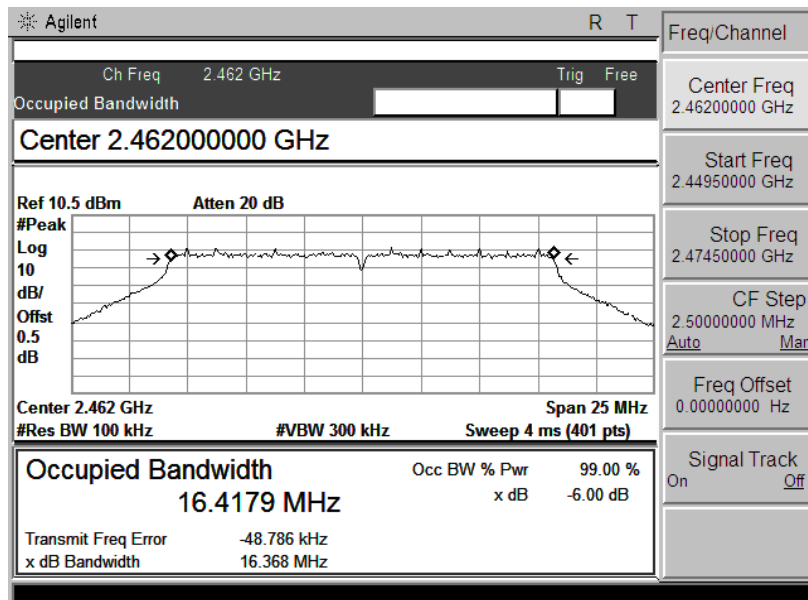 Agilent R T
Ch Freq 2.462 GHz Trig Free
Occupied Bandwidth
Center 2.462000000 GHz
Ref 10.5 dBm Atten 20 dB
#Peak
Log
10
dB/
Offst
0.5
dB
Center 2.462 GHz Span 25 MHz
#Res BW 100 kHz #VBW 300 kHz Sweep 4 ms (401 pts)
Occupied Bandwidth Occ BW % Pwr 99.00 %
16.4179 MHz x dB -6.00 dB
Transmit Freq Error -48.786 kHz
x dB Bandwidth 16.368 MHz
Freq/Channel
Center Freq
2.46200000 GHz
Start Freq
2.44950000 GHz
Stop Freq
2.47450000 GHz
CF Step
2.50000000 MHz
Auto Man
Freq Offset
0.00000000 Hz
Signal Track
On Off